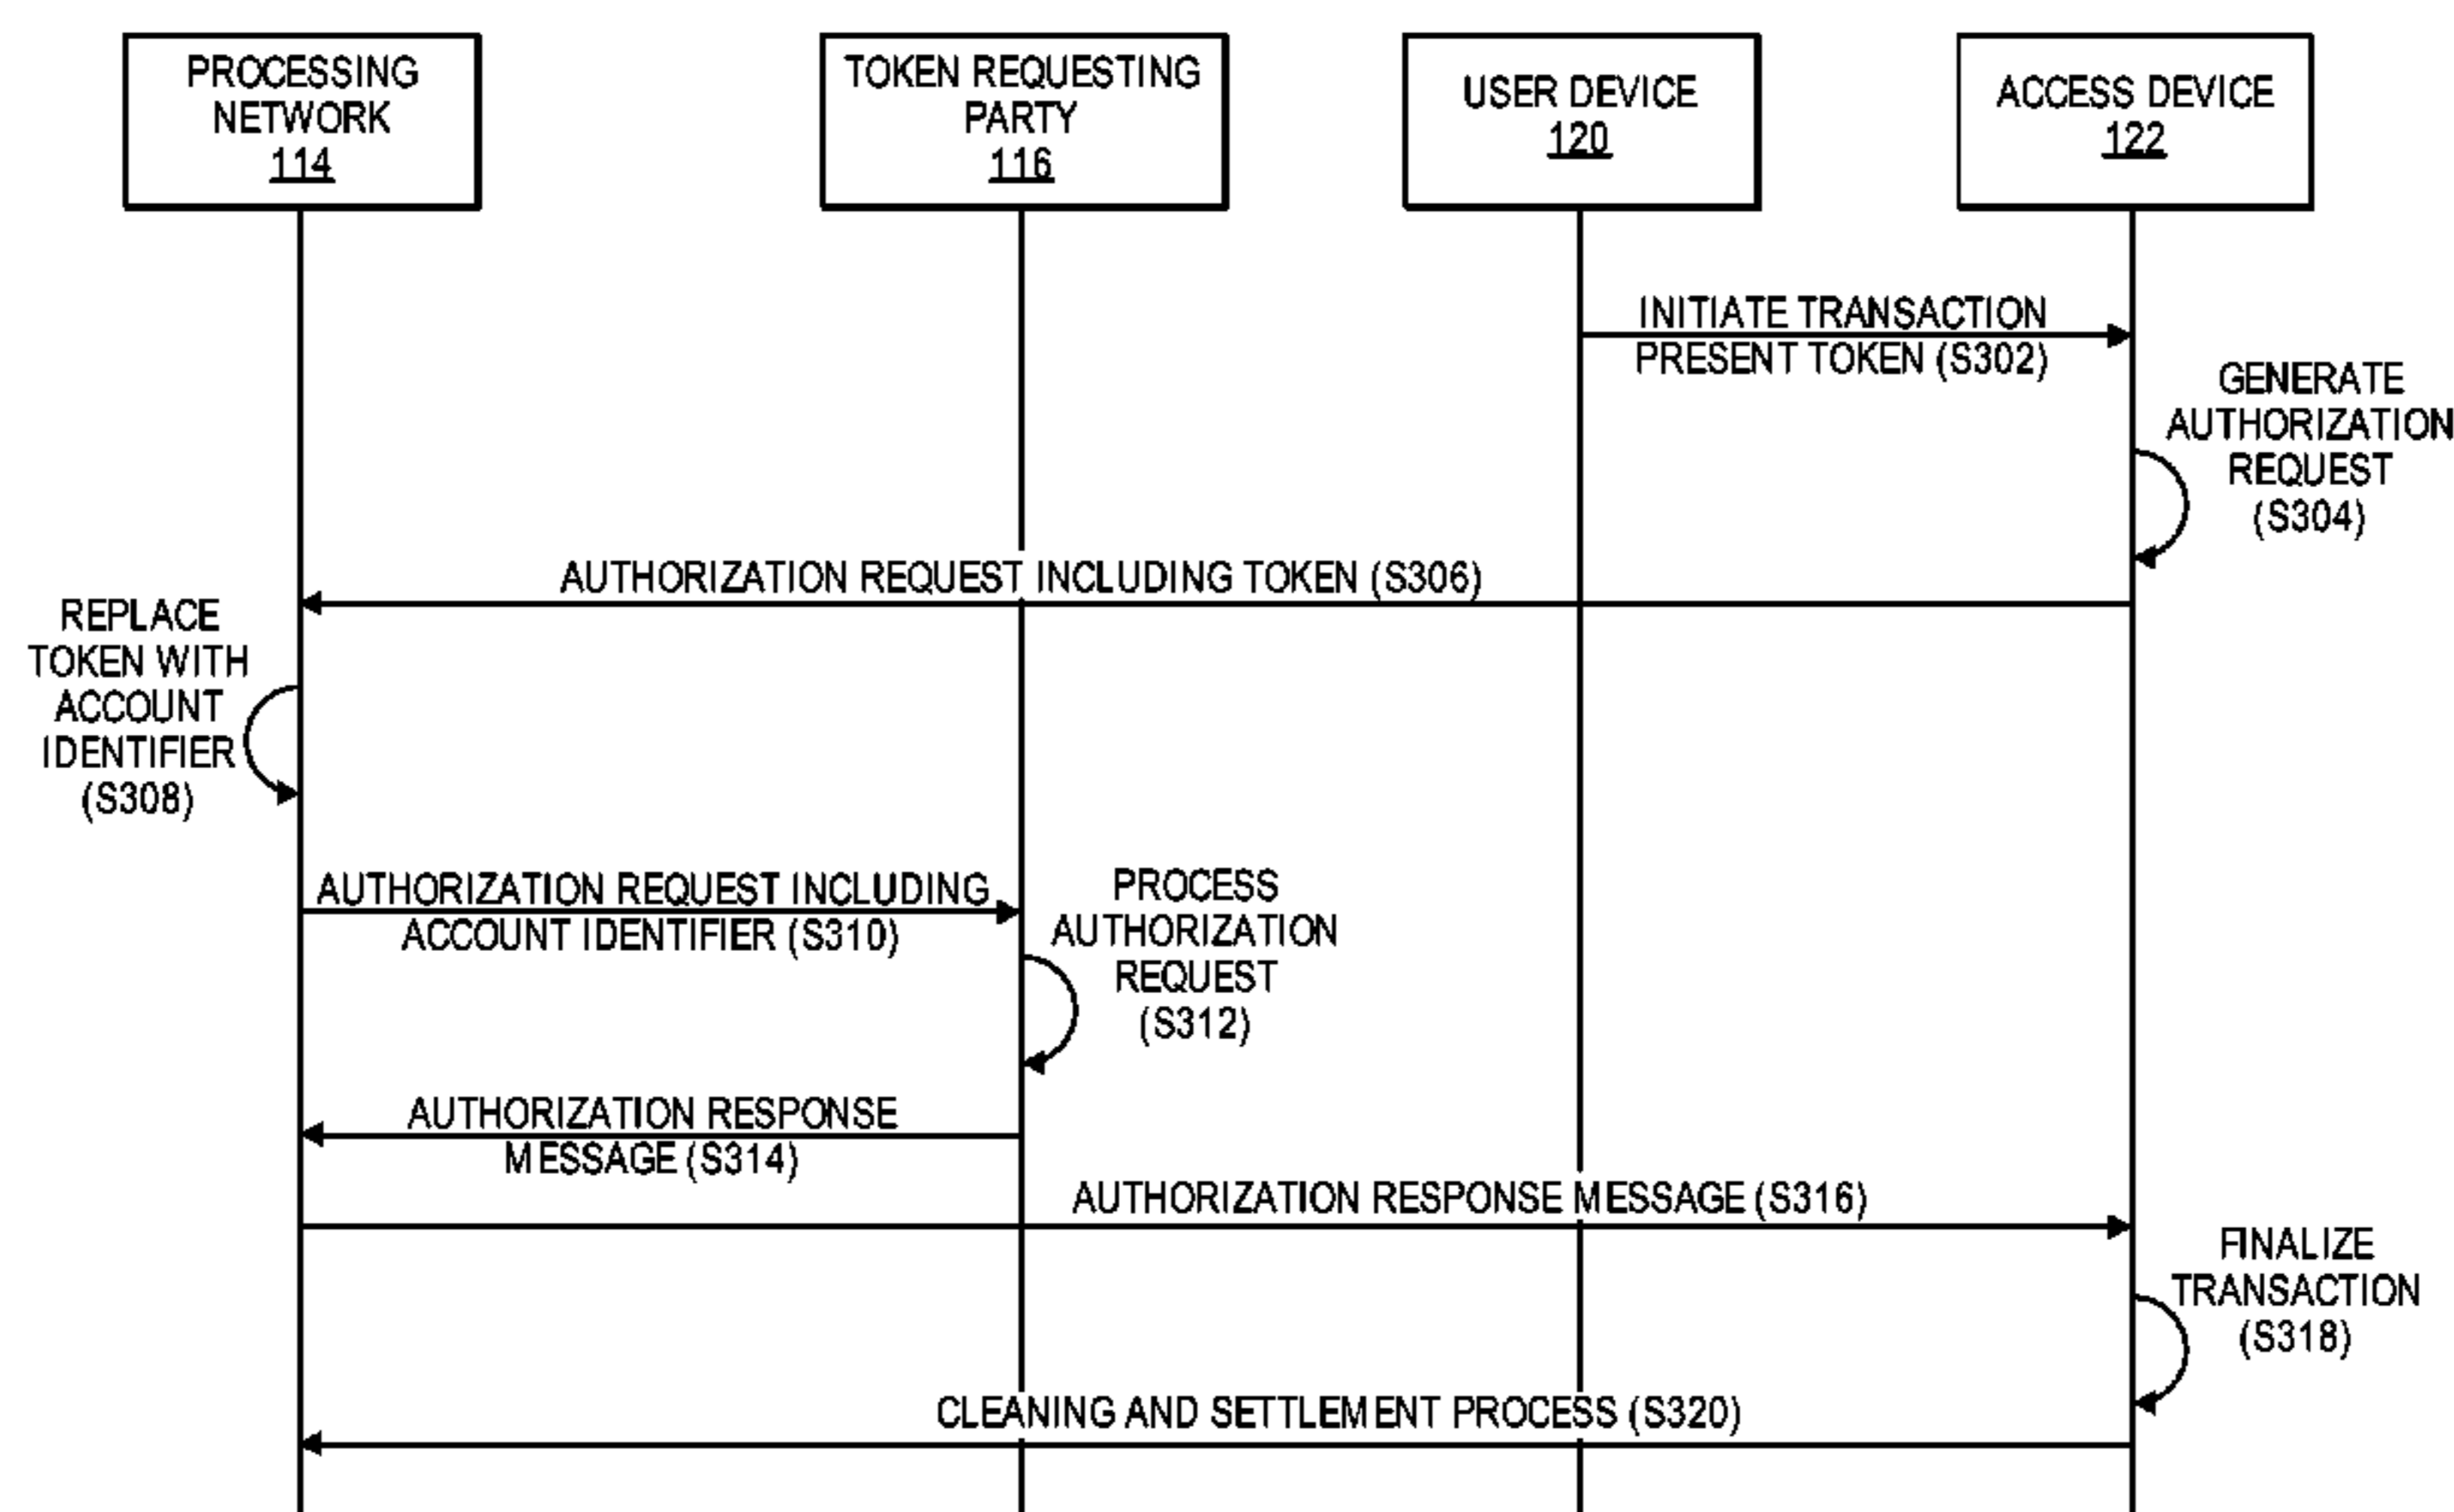 PROCESSING
NETWORK
114
TOKEN REQUESTING
PARTY
116
USER DEVICE
120
ACCESS DEVICE
122
INITIATE TRANSACTION
PRESENT TOKEN (S302)
GENERATE
AUTHORIZATION
REQUEST
(S304)
AUTHORIZATION REQUEST INCLUDING TOKEN (S306)
REPLACE
TOKEN WITH
ACCOUNT
IDENTIFIER
(S308)
AUTHORIZATION REQUEST INCLUDING
ACCOUNT IDENTIFIER (S310)
PROCESS
AUTHORIZATION
REQUEST
(S312)
AUTHORIZATION RESPONSE
MESSAGE (S314)
AUTHORIZATION RESPONSE MESSAGE (S316)
FINALIZE
TRANSACTION
(S318)
CLEANING AND SETTLEMENT PROCESS (S320)